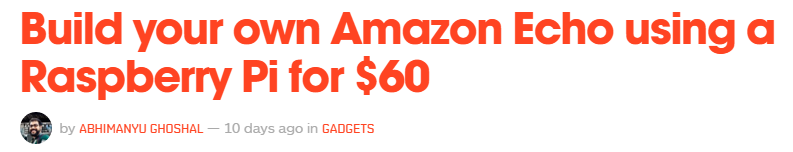 Build your own Amazon Echo using a
Raspberry Pi for $60
by ABHIMANYU GHOSHAL — 10 days ago in GADGETS